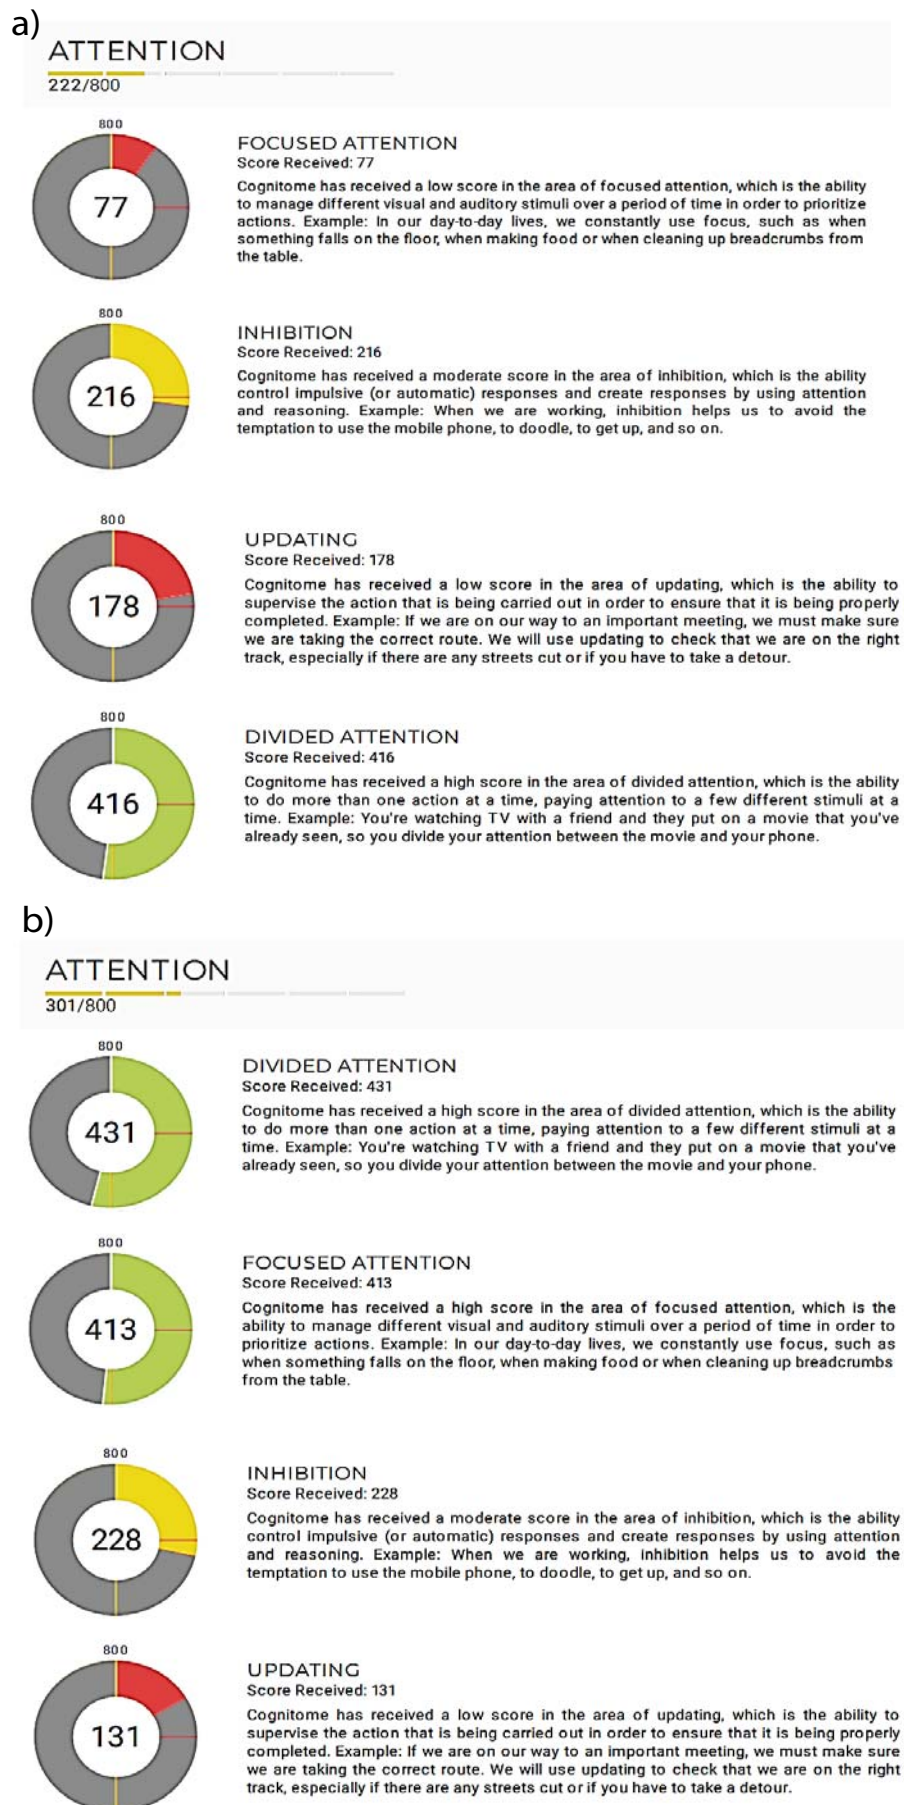 a)
ATTENTION
222/800
800
77
FOCUSED ATTENTION
Score Received: 77
Cognitome has received a low score in the area of focused attention, which is the ability
to manage different visual and auditory stimuli over a period of time in order to prioritize
actions. Example: In our day-to-day lives, we constantly use focus, such as when
something falls on the floor, when making food or when cleaning up breadcrumbs from
the table.
800
216
INHIBITION
Score Received: 216
Cognitome has received a moderate score in the area of inhibition, which is the ability
control impulsive (or automatic) responses and create responses by using attention
and reasoning. Example: When we are working, inhibition helps us to avoid the
temptation to use the mobile phone, to doodle, to get up, and so on.
800
178
UPDATING
Score Received: 178
Cognitome has received a low score in the area of updating, which is the ability to
supervise the action that is being carried out in order to ensure that it is being properly
completed. Example: If we are on our way to an important meeting, we must make sure
we are taking the correct route. We will use updating to check that we are on the right
track, especially if there are any streets cut or if you have to take a detour.
800
416
DIVIDED ATTENTION
Score Received: 416
Cognitome has received a high score in the area of divided attention, which is the ability
to do more than one action at a time, paying attention to a few different stimuli at a
time. Example: You're watching TV with a friend and they put on a movie that you've
already seen, so you divide your attention between the movie and your phone.
b)
ATTENTION
301/800
800
431
DIVIDED ATTENTION
Score Received: 431
Cognitome has received a high score in the area of divided attention, which is the ability
to do more than one action at a time, paying attention to a few different stimuli at a
time. Example: You're watching TV with a friend and they put on a movie that you've
already seen, so you divide your attention between the movie and your phone.
800
413
FOCUSED ATTENTION
Score Received: 413
Cognitome has received a high score in the area of focused attention, which is the
ability to manage different visual and auditory stimuli over a period of time in order to
prioritize actions. Example: In our day-to-day lives, we constantly use focus, such as
when something falls on the floor, when making food or when cleaning up breadcrumbs
from the table.
800
228
INHIBITION
Score Received: 228
Cognitome has received a moderate score in the area of inhibition, which is the ability
control impulsive (or automatic) responses and create responses by using attention
and reasoning. Example: When we are working, inhibition helps us to avoid the
temptation to use the mobile phone, to doodle, to get up, and so on.
800
131
UPDATING
Score Received: 131
Cognitome has received a low score in the area of updating, which is the ability to
supervise the action that is being carried out in order to ensure that it is being properly
completed. Example: If we are on our way to an important meeting, we must make sure
we are taking the correct route. We will use updating to check that we are on the right
track, especially if there are any streets cut or if you have to take a detour.